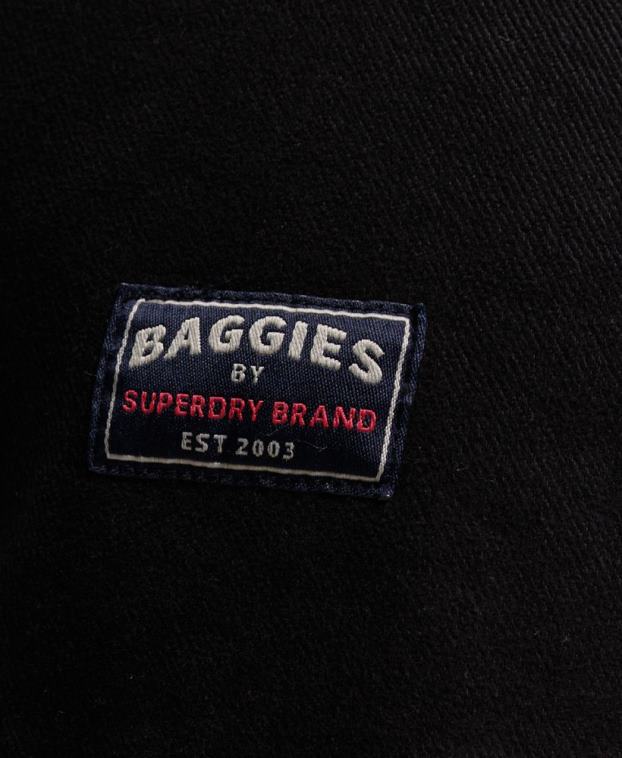 BAGGIES
BY
SUPERDRY BRAND
EST 2003